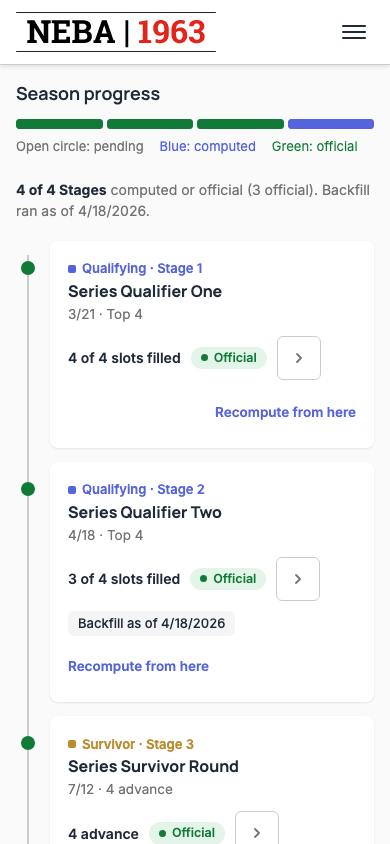 NEBA | 1963
Season progress
Open circle: pending Blue: computed Green: official
4 of 4 Stages computed or official (3 official). Backfill
ran as of 4/18/2026.
Qualifying · Stage 1
Series Qualifier One
3/21 · Top 4
4 of 4 slots filled Official
Recompute from here
Qualifying · Stage 2
Series Qualifier Two
4/18 · Top 4
3 of 4 slots filled Official
Backfill as of 4/18/2026
Recompute from here
Survivor · Stage 3
Series Survivor Round
7/12 · 4 advance
4 advance Official